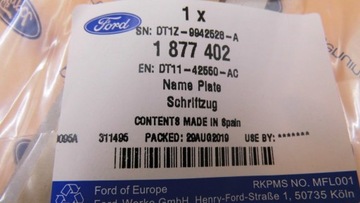 1 x
Ford
SN: DT1Z-9942528-A
1 877 402
EN: DT11-42550-AC
Name Plate
Schriftzug
CONTENTS MADE IN Spain
095A 311495 PACKED: 29AUG2019 USE BY: *******
RKPMS NO. MFL001
Ford of Europe
Ford-Werke GmbH, Henry-Ford-Straße 1, 50735 Köln